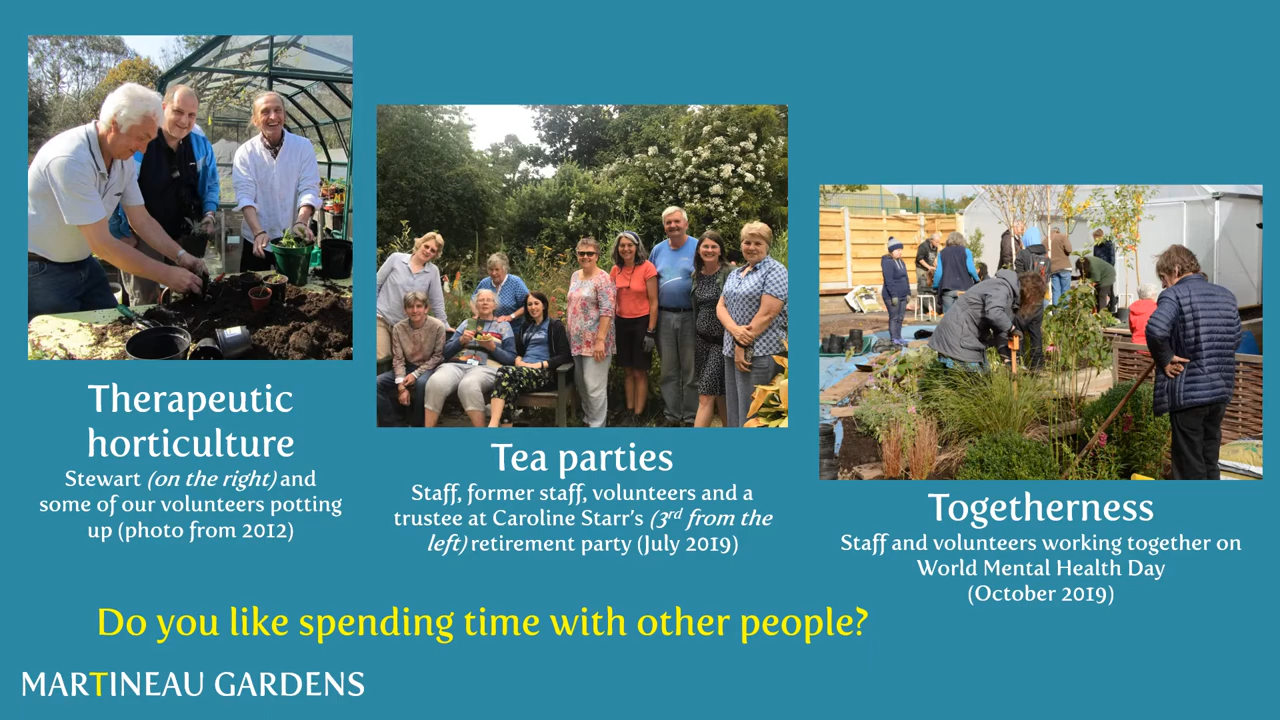 Therapeutic
horticulture
Stewart (on the right) and
some of our volunteers potting
up (photo from 2012)
Tea parties
Staff, former staff, volunteers and a
trustee at Caroline Starr's (3rd from the
left) retirement party (July 2019)
Togetherness
Staff and volunteers working together on
World Mental Health Day
(October 2019)
Do you like spending time with other people?
MARTINEAU GARDENS